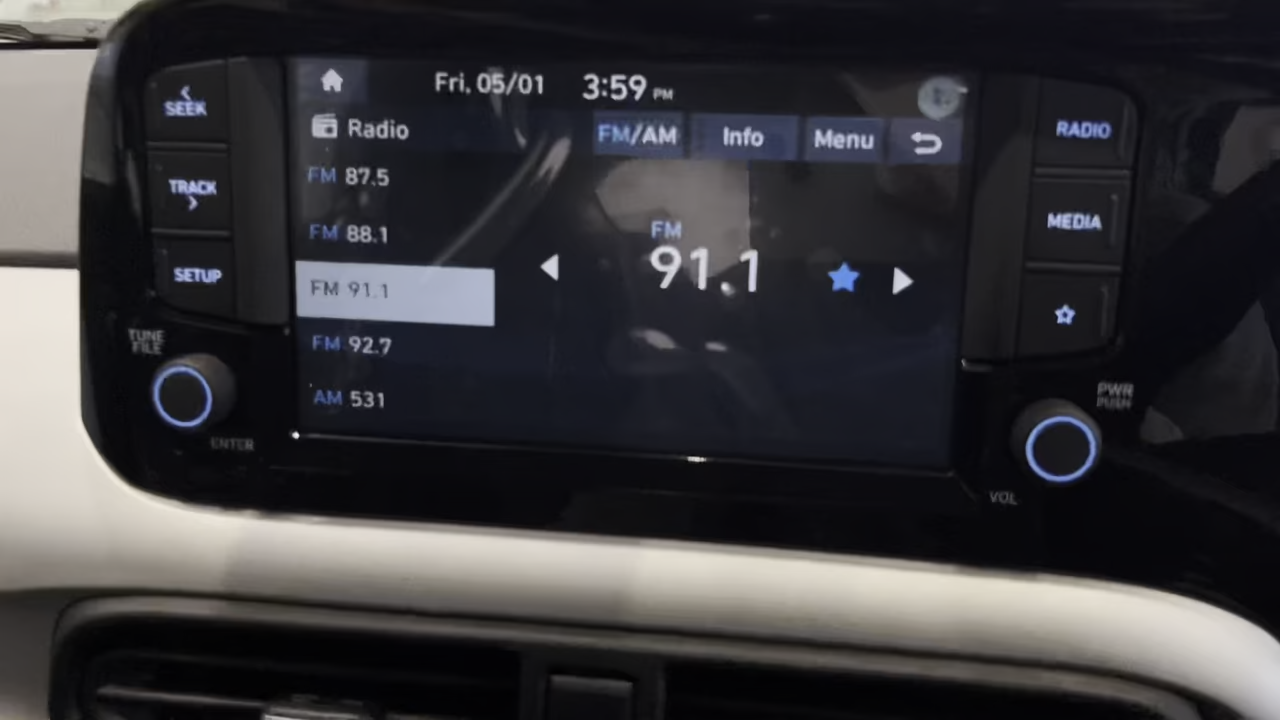 < SEEK
TRACK >
SETUP
TUNE
FILE
ENTER
Fri, 05/01 3:59 PM
Radio
FM/AM Info Menu
FM 87.5
FM 88.1
FM 91.1
FM 92.7
AM 531
FM
91.1
RADIO
MEDIA
PWR
PUSH
VOL